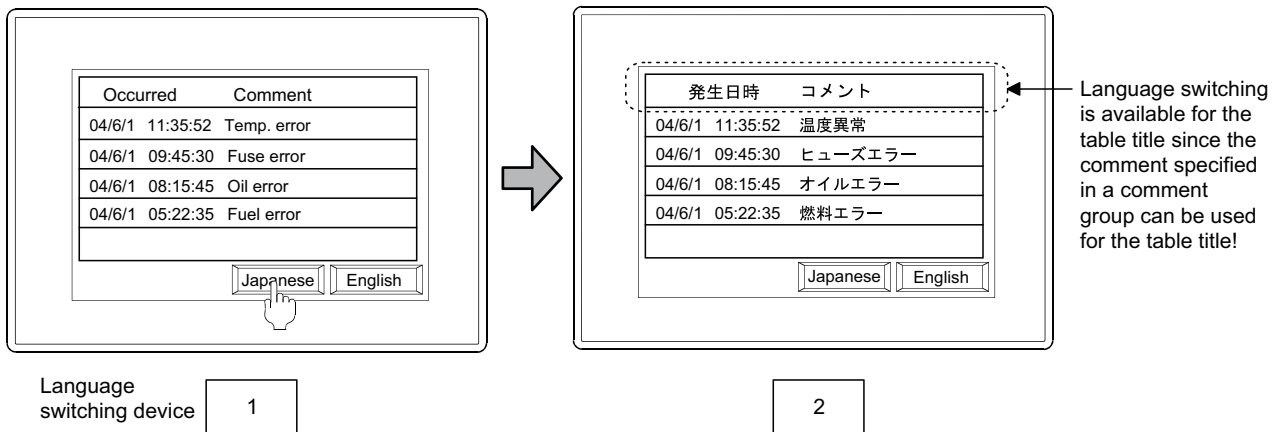 Occurred Comment
04/6/1 11:35:52 Temp. error
04/6/1 09:45:30 Fuse error
04/6/1 08:15:45 Oil error
04/6/1 05:22:35 Fuel error
Japanese English
発生日時 コメント
04/6/1 11:35:52 温度異常
04/6/1 09:45:30 ヒューズエラー
04/6/1 08:15:45 オイルエラー
04/6/1 05:22:35 燃料エラー
Japanese English
Language switching
is available for the
table title since the
comment specified
in a comment
group can be used
for the table title!
Language
switching device 1
2